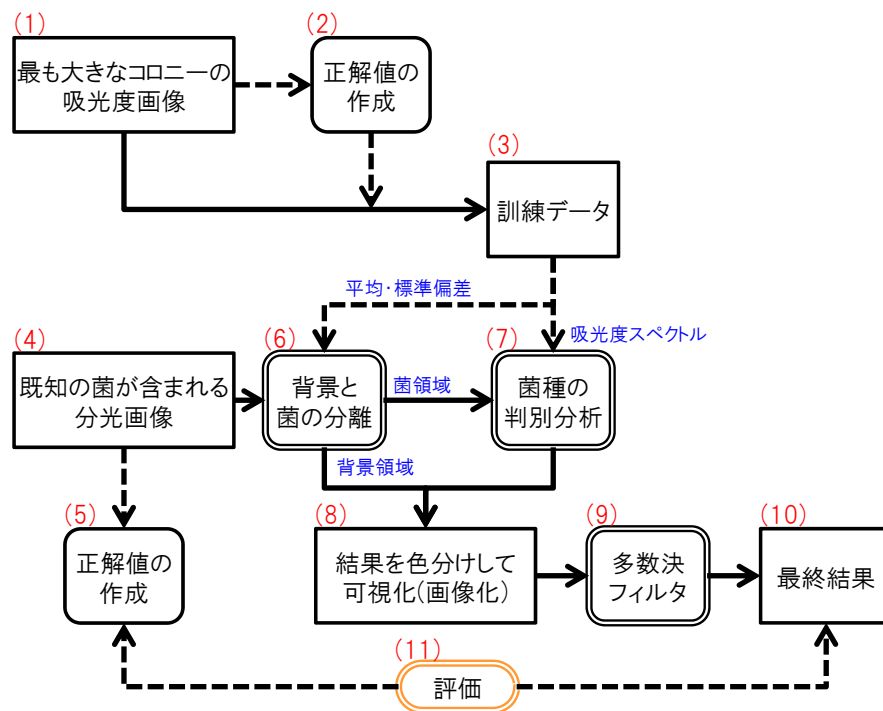 (1)
最も大きなコロニーの
吸光度画像
(2)
正解値の
作成
(3)
訓練データ
平均・標準偏差
吸光度スペクトル
(4)
既知の菌が含まれる
分光画像
(6)
背景と
菌の分離
菌領域
(7)
菌種の
判別分析
背景領域
(5)
正解値の
作成
(8)
結果を色分けして
可視化(画像化)
(9)
多数決
フィルタ
(10)
最終結果
(11)
評価